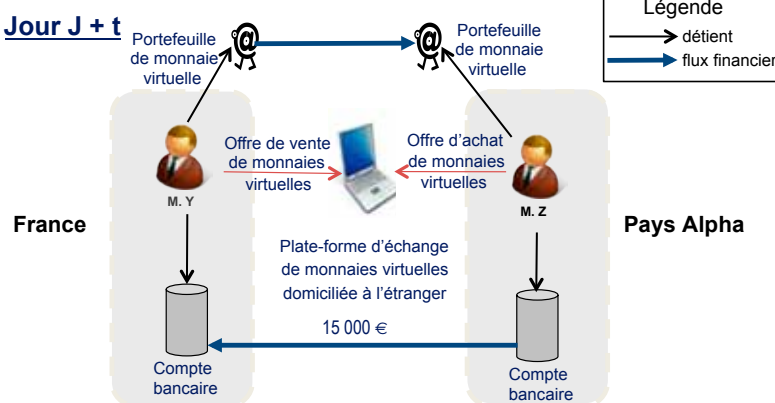 Jour J + t
Portefeuille
de monnaie
virtuelle
@
@
Portefeuille
de monnaie
virtuelle
Légende
détient
flux financier
Offre de vente
de monnaies
virtuelles
Offre d’achat
de monnaies
virtuelles
M. Y
M. Z
France
Pays Alpha
Plate-forme d’échange
de monnaies virtuelles
domiciliée à l’étranger
15 000 €
Compte
bancaire
Compte
bancaire